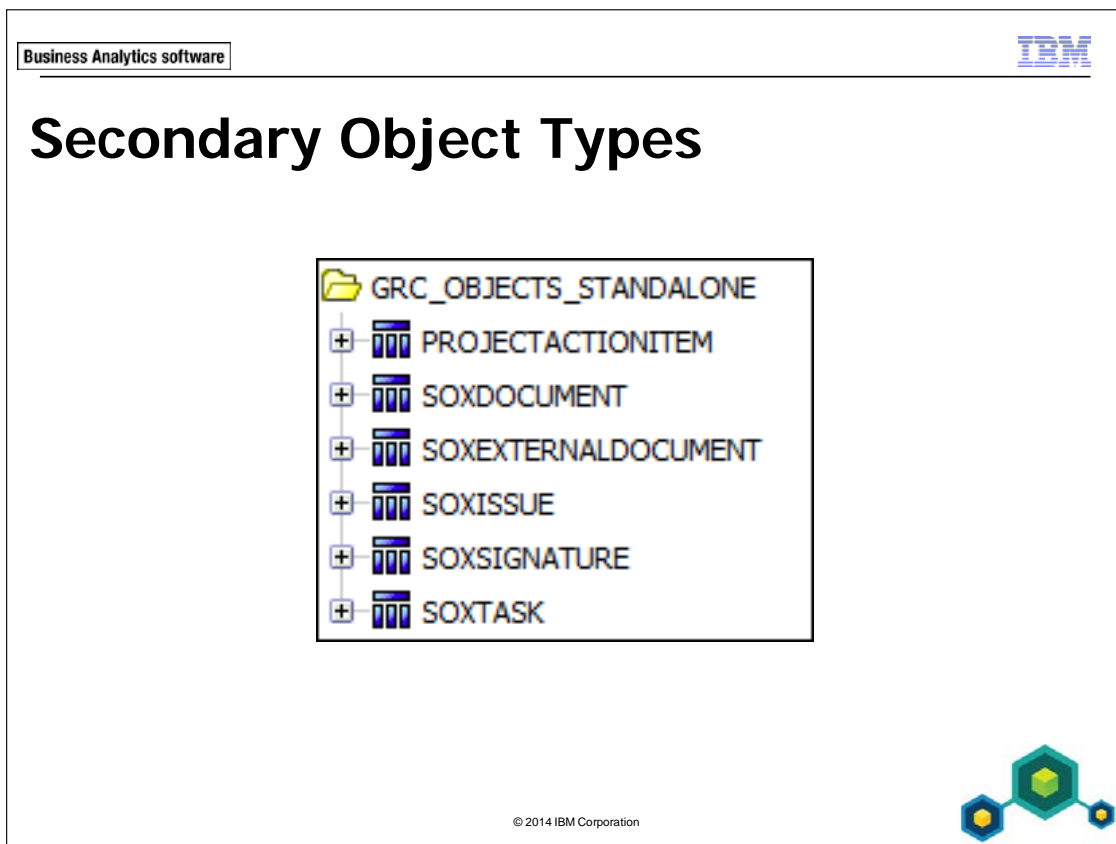 Business Analytics software
IBM
Secondary Object Types
GRC_OBJECTS_STANDALONE
PROJECTACTIONITEM
SOXDOCUMENT
SOXEXTERNALDOCUMENT
SOXISSUE
SOXSIGNATURE
SOXTASK
© 2014 IBM Corporation